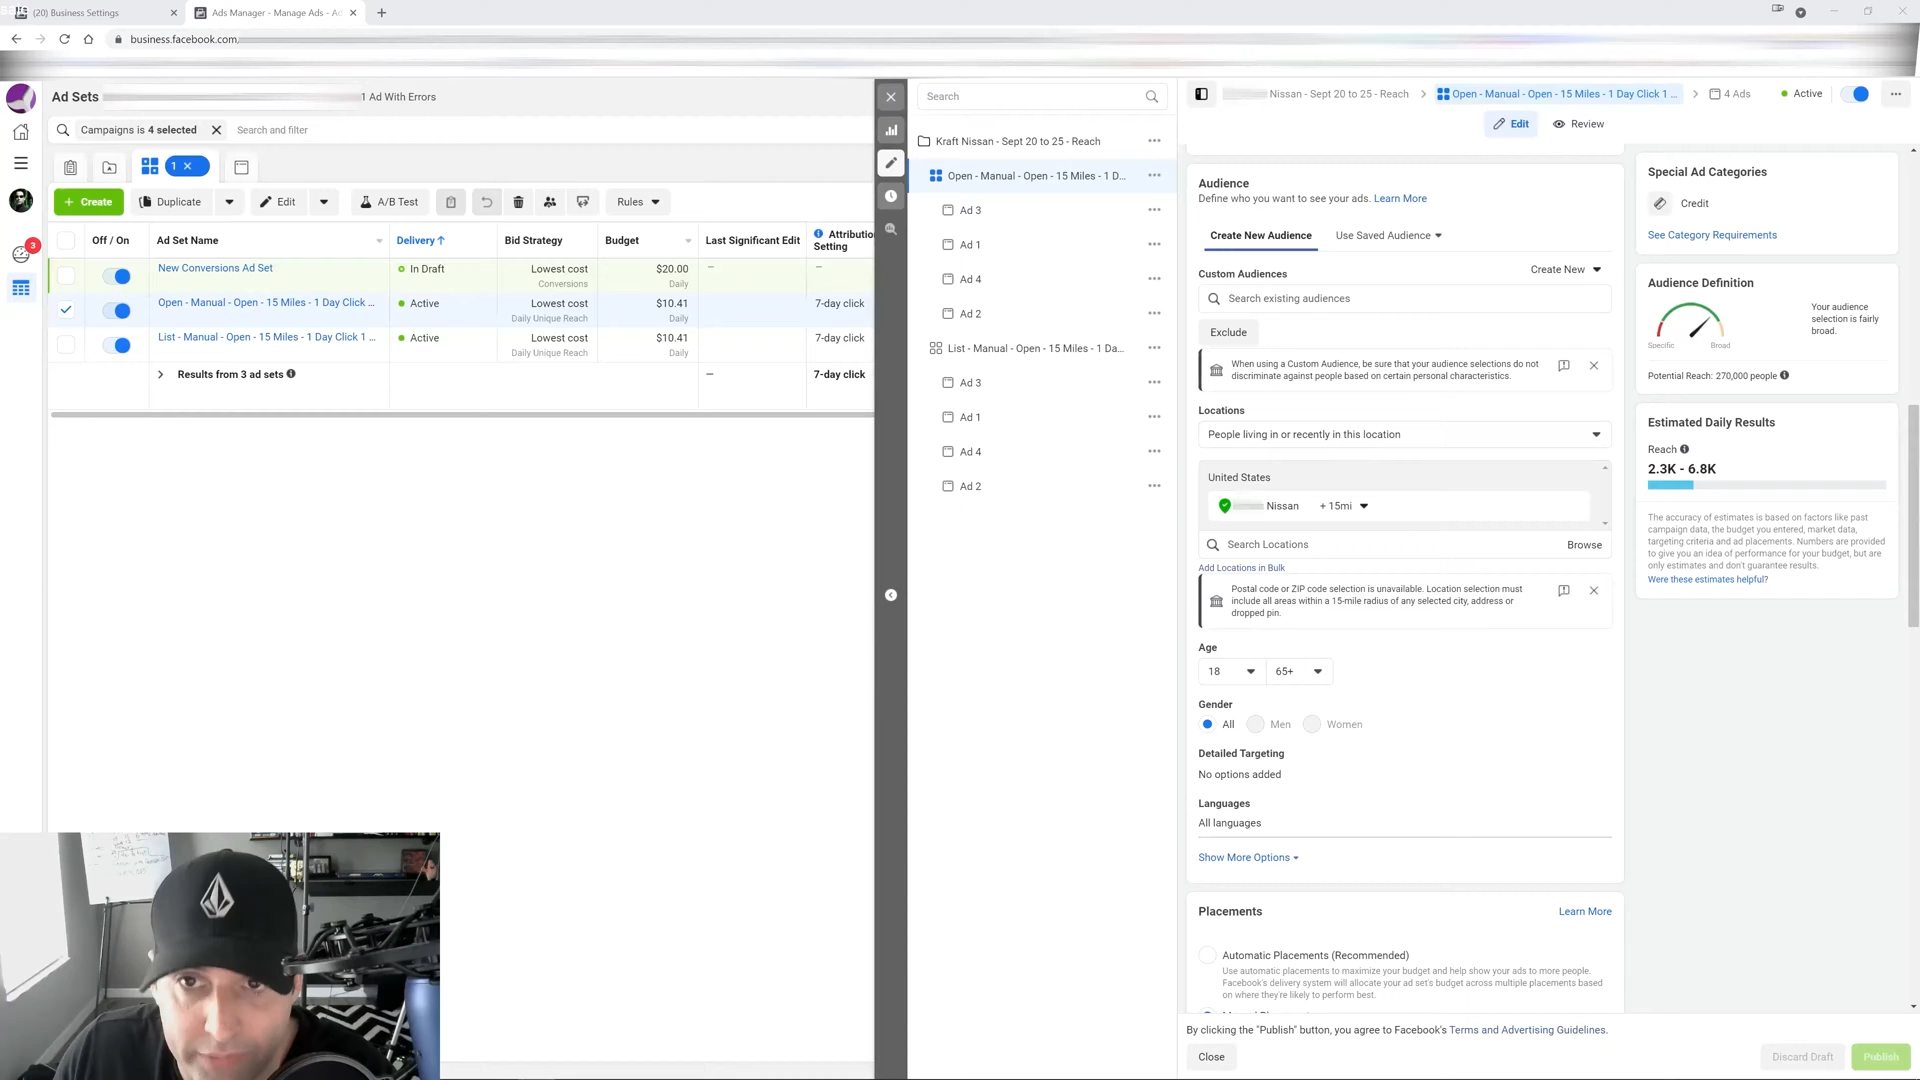 (20) Business Settings
Ads Manager - Manage Ads - Ad
business.facebook.com
Ad Sets
1 Ad With Errors
Campaigns is 4 selected
Search and filter
1
Create
Duplicate
Edit
A/B Test
Rules
Off / On
Ad Set Name
Delivery
Bid Strategy
Budget
Last Significant Edit
Attribution
Setting
New Conversions Ad Set
In Draft
Lowest cost
Conversions
$20.00
Daily
—
—
Open - Manual - Open - 15 Miles - 1 Day Click ...
Active
Lowest cost
Daily Unique Reach
$10.41
Daily
7-day click
List - Manual - Open - 15 Miles - 1 Day Click 1 ...
Active
Lowest cost
Daily Unique Reach
$10.41
Daily
7-day click
Results from 3 ad sets
—
7-day click
3
Search
Kraft Nissan - Sept 20 to 25 - Reach
Open - Manual - Open - 15 Miles - 1 D...
Ad 3
Ad 1
Ad 4
Ad 2
List - Manual - Open - 15 Miles - 1 Da...
Ad 3
Ad 1
Ad 4
Ad 2
Nissan - Sept 20 to 25 - Reach
Open - Manual - Open - 15 Miles - 1 Day Click 1 ...
4 Ads
Active
Edit
Review
Audience
Define who you want to see your ads. Learn More
Create New Audience
Use Saved Audience
Custom Audiences
Create New
Search existing audiences
Exclude
When using a Custom Audience, be sure that your audience selections do not
discriminate against people based on certain personal characteristics.
Locations
People living in or recently in this location
United States
Nissan + 15mi
Search Locations
Browse
Add Locations in Bulk
Postal code or ZIP code selection is unavailable. Location selection must
include all areas within a 15-mile radius of any selected city, address or
dropped pin.
Age
18
65+
Gender
All
Men
Women
Detailed Targeting
No options added
Languages
All languages
Show More Options
Placements
Learn More
Automatic Placements (Recommended)
Use automatic placements to maximize your budget and help show your ads to more people.
Facebook's delivery system will allocate your ad set's budget across multiple placements based
on where they're likely to perform best.
By clicking the "Publish" button, you agree to Facebook's Terms and Advertising Guidelines.
Close
Discard Draft
Publish
Special Ad Categories
Credit
See Category Requirements
Audience Definition
Specific
Broad
Your audience
selection is fairly
broad.
Potential Reach: 270,000 people
Estimated Daily Results
Reach
2.3K - 6.8K
The accuracy of estimates is based on factors like past
campaign data, the budget you entered, market data,
targeting criteria and ad placements. Numbers are provided
to give you an idea of performance for your budget, but are
only estimates and don't guarantee results.
Were these estimates helpful?